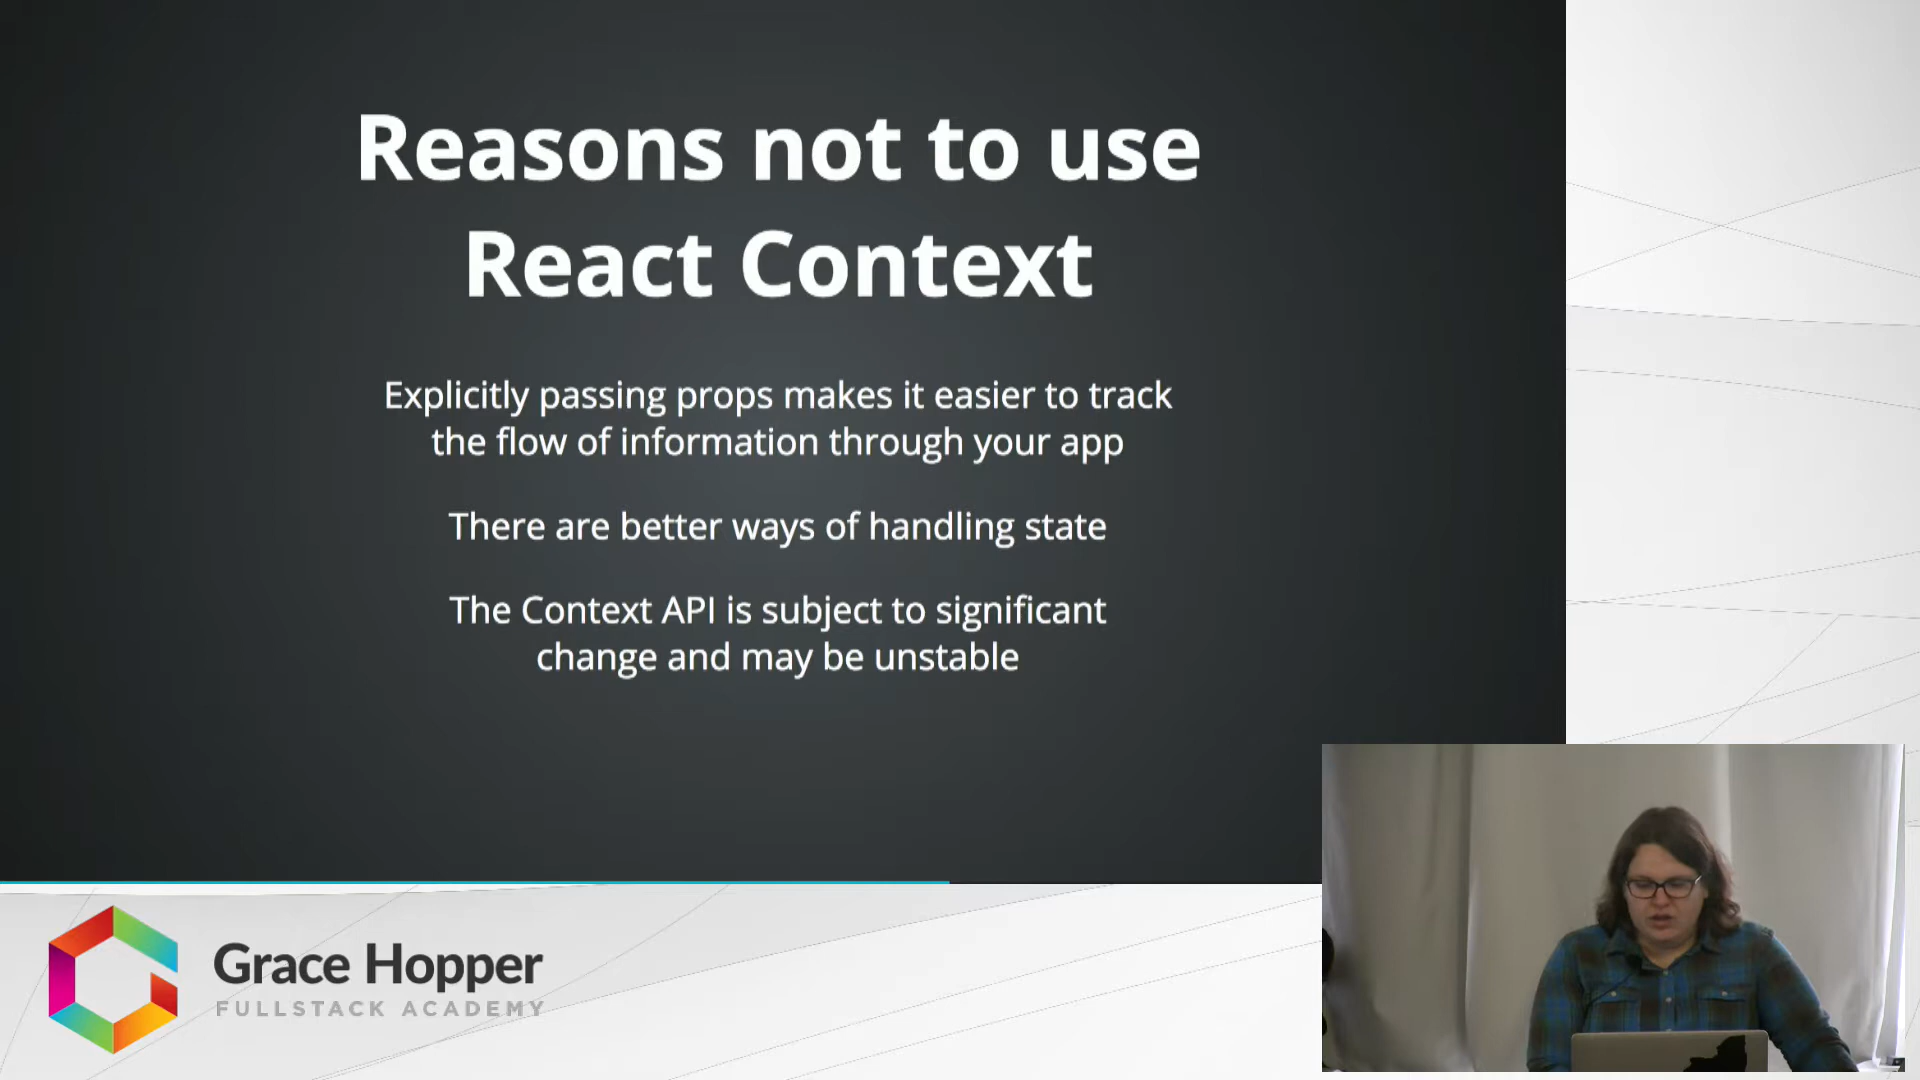 Reasons not to use
React Context
Explicitly passing props makes it easier to track
the flow of information through your app
There are better ways of handling state
The Context API is subject to significant
change and may be unstable
Grace Hopper
FULLSTACK ACADEMY